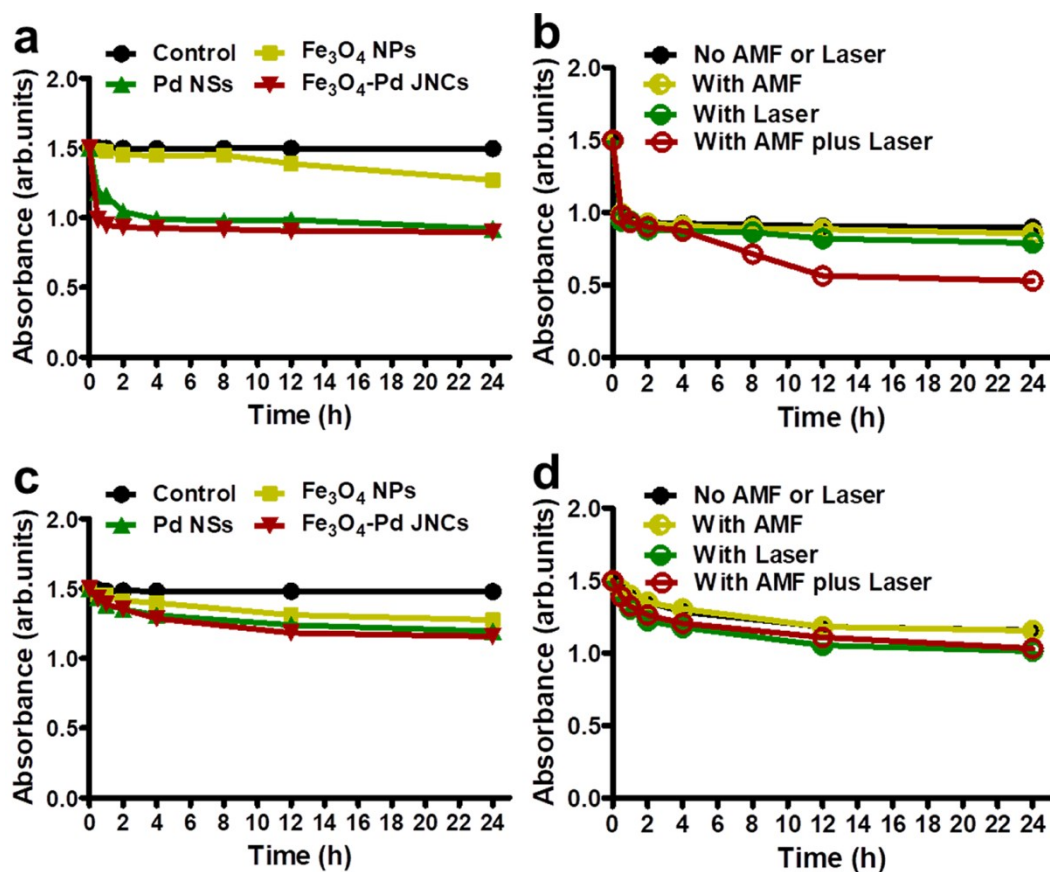 a
Control
Fe₃O₄ NPs
Pd NSs
Fe₃O₄-Pd JNCs
Absorbance (arb.units)
2.0
1.5
1.0
0.5
0.0
0 2 4 6 8 10 12 14 16 18 20 22 24
Time (h)
b
No AMF or Laser
With AMF
With Laser
With AMF plus Laser
Absorbance (arb.units)
2.0
1.5
1.0
0.5
0.0
0 2 4 6 8 10 12 14 16 18 20 22 24
Time (h)
c
Control
Fe₃O₄ NPs
Pd NSs
Fe₃O₄-Pd JNCs
Absorbance (arb.units)
2.0
1.5
1.0
0.5
0.0
0 2 4 6 8 10 12 14 16 18 20 22 24
Time (h)
d
No AMF or Laser
With AMF
With Laser
With AMF plus Laser
Absorbance (arb.units)
2.0
1.5
1.0
0.5
0.0
0 2 4 6 8 10 12 14 16 18 20 22 24
Time (h)